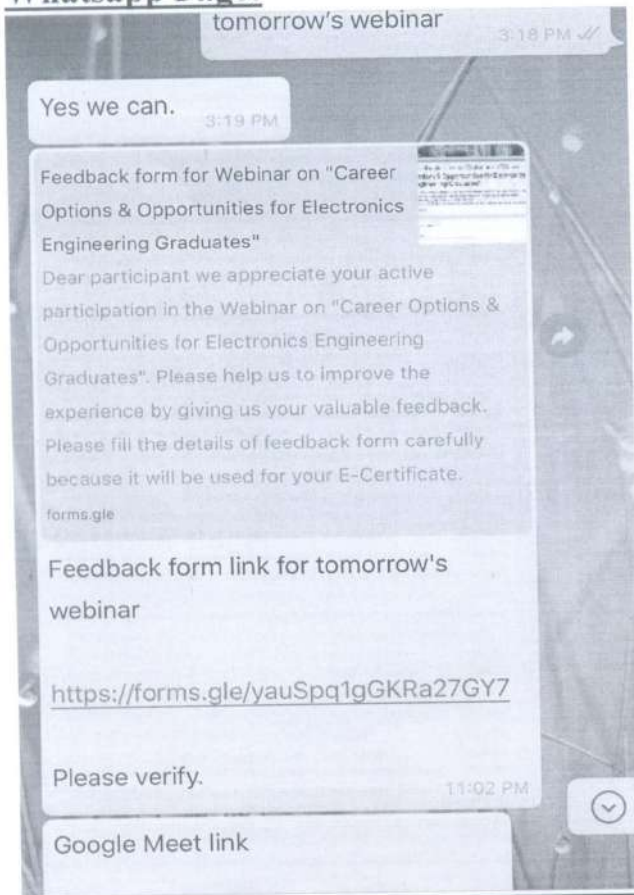 Whatsapp Page:
tomorrow's webinar
3:18 PM
Yes we can.
3:19 PM
Feedback form for Webinar on "Career
Options & Opportunities for Electronics
Engineering Graduates"
Dear participant we appreciate your active
participation in the Webinar on "Career Options &
Opportunities for Electronics Engineering
Graduates". Please help us to improve the
experience by giving us your valuable feedback.
Please fill the details of feedback form carefully
because it will be used for your E-Certificate.
forms.gle
Feedback form link for tomorrow's
webinar
https://forms.gle/yauSpq1gGKRa27GY7
Please verify.
11:02 PM
Google Meet link